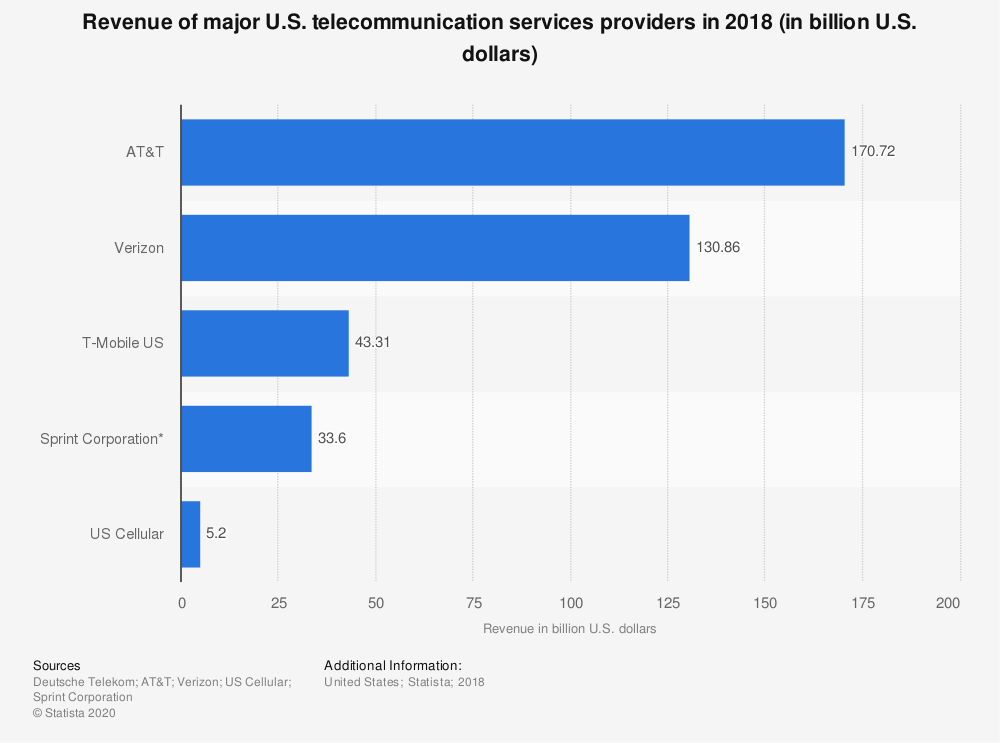 Revenue of major U.S. telecommunication services providers in 2018 (in billion U.S.
dollars)
AT&T
170.72
Verizon
130.86
T-Mobile US
43.31
Sprint Corporation*
33.6
US Cellular
5.2
0 25 50 75 100 125 150 175 200
Revenue in billion U.S. dollars
Sources
Deutsche Telekom; AT&T; Verizon; US Cellular;
Sprint Corporation
© Statista 2020
Additional Information:
United States; Statista; 2018